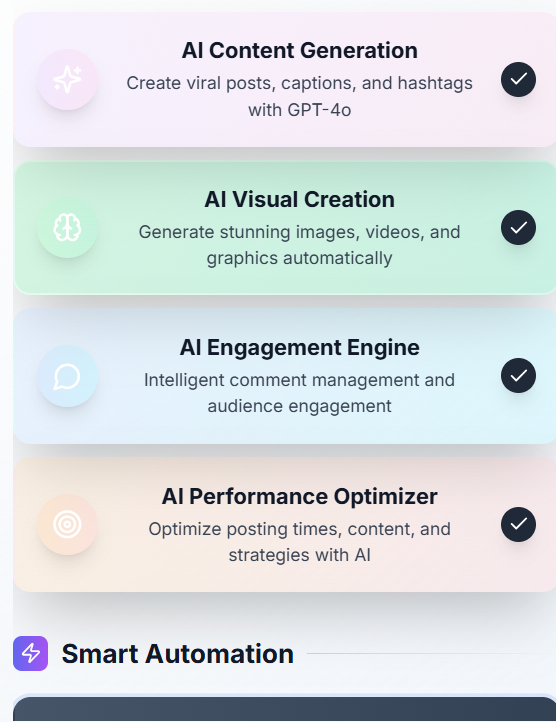 AI Content Generation
Create viral posts, captions, and hashtags
with GPT-4o
AI Visual Creation
Generate stunning images, videos, and
graphics automatically
AI Engagement Engine
Intelligent comment management and
audience engagement
AI Performance Optimizer
Optimize posting times, content, and
strategies with AI
Smart Automation